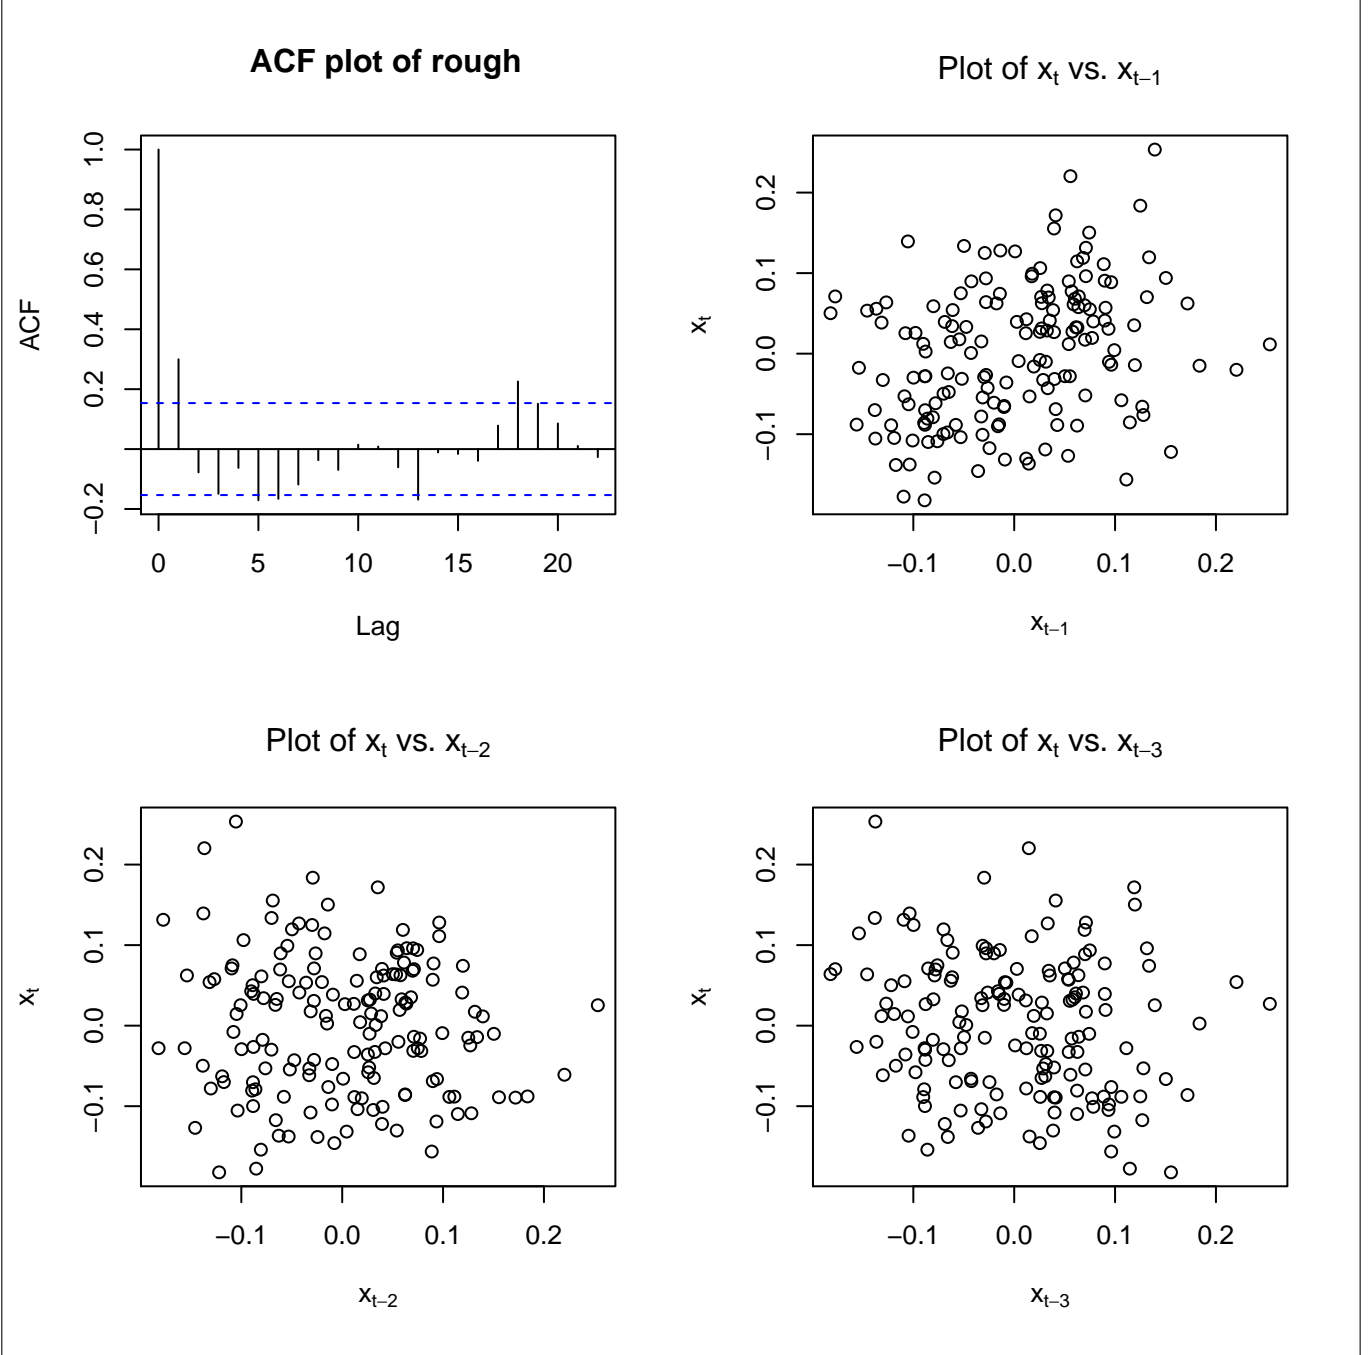 ACF plot of rough
1.0
0.8
0.6
0.4
0.2
−0.2
ACF
0 5 10 15 20
Lag
Plot of xₜ vs. xₜ₋₁
0.2
0.1
0.0
−0.1
xₜ
−0.1 0.0 0.1 0.2
xₜ₋₁
Plot of xₜ vs. xₜ₋₂
0.2
0.1
0.0
−0.1
xₜ
−0.1 0.0 0.1 0.2
xₜ₋₂
Plot of xₜ vs. xₜ₋₃
0.2
0.1
0.0
−0.1
xₜ
−0.1 0.0 0.1 0.2
xₜ₋₃